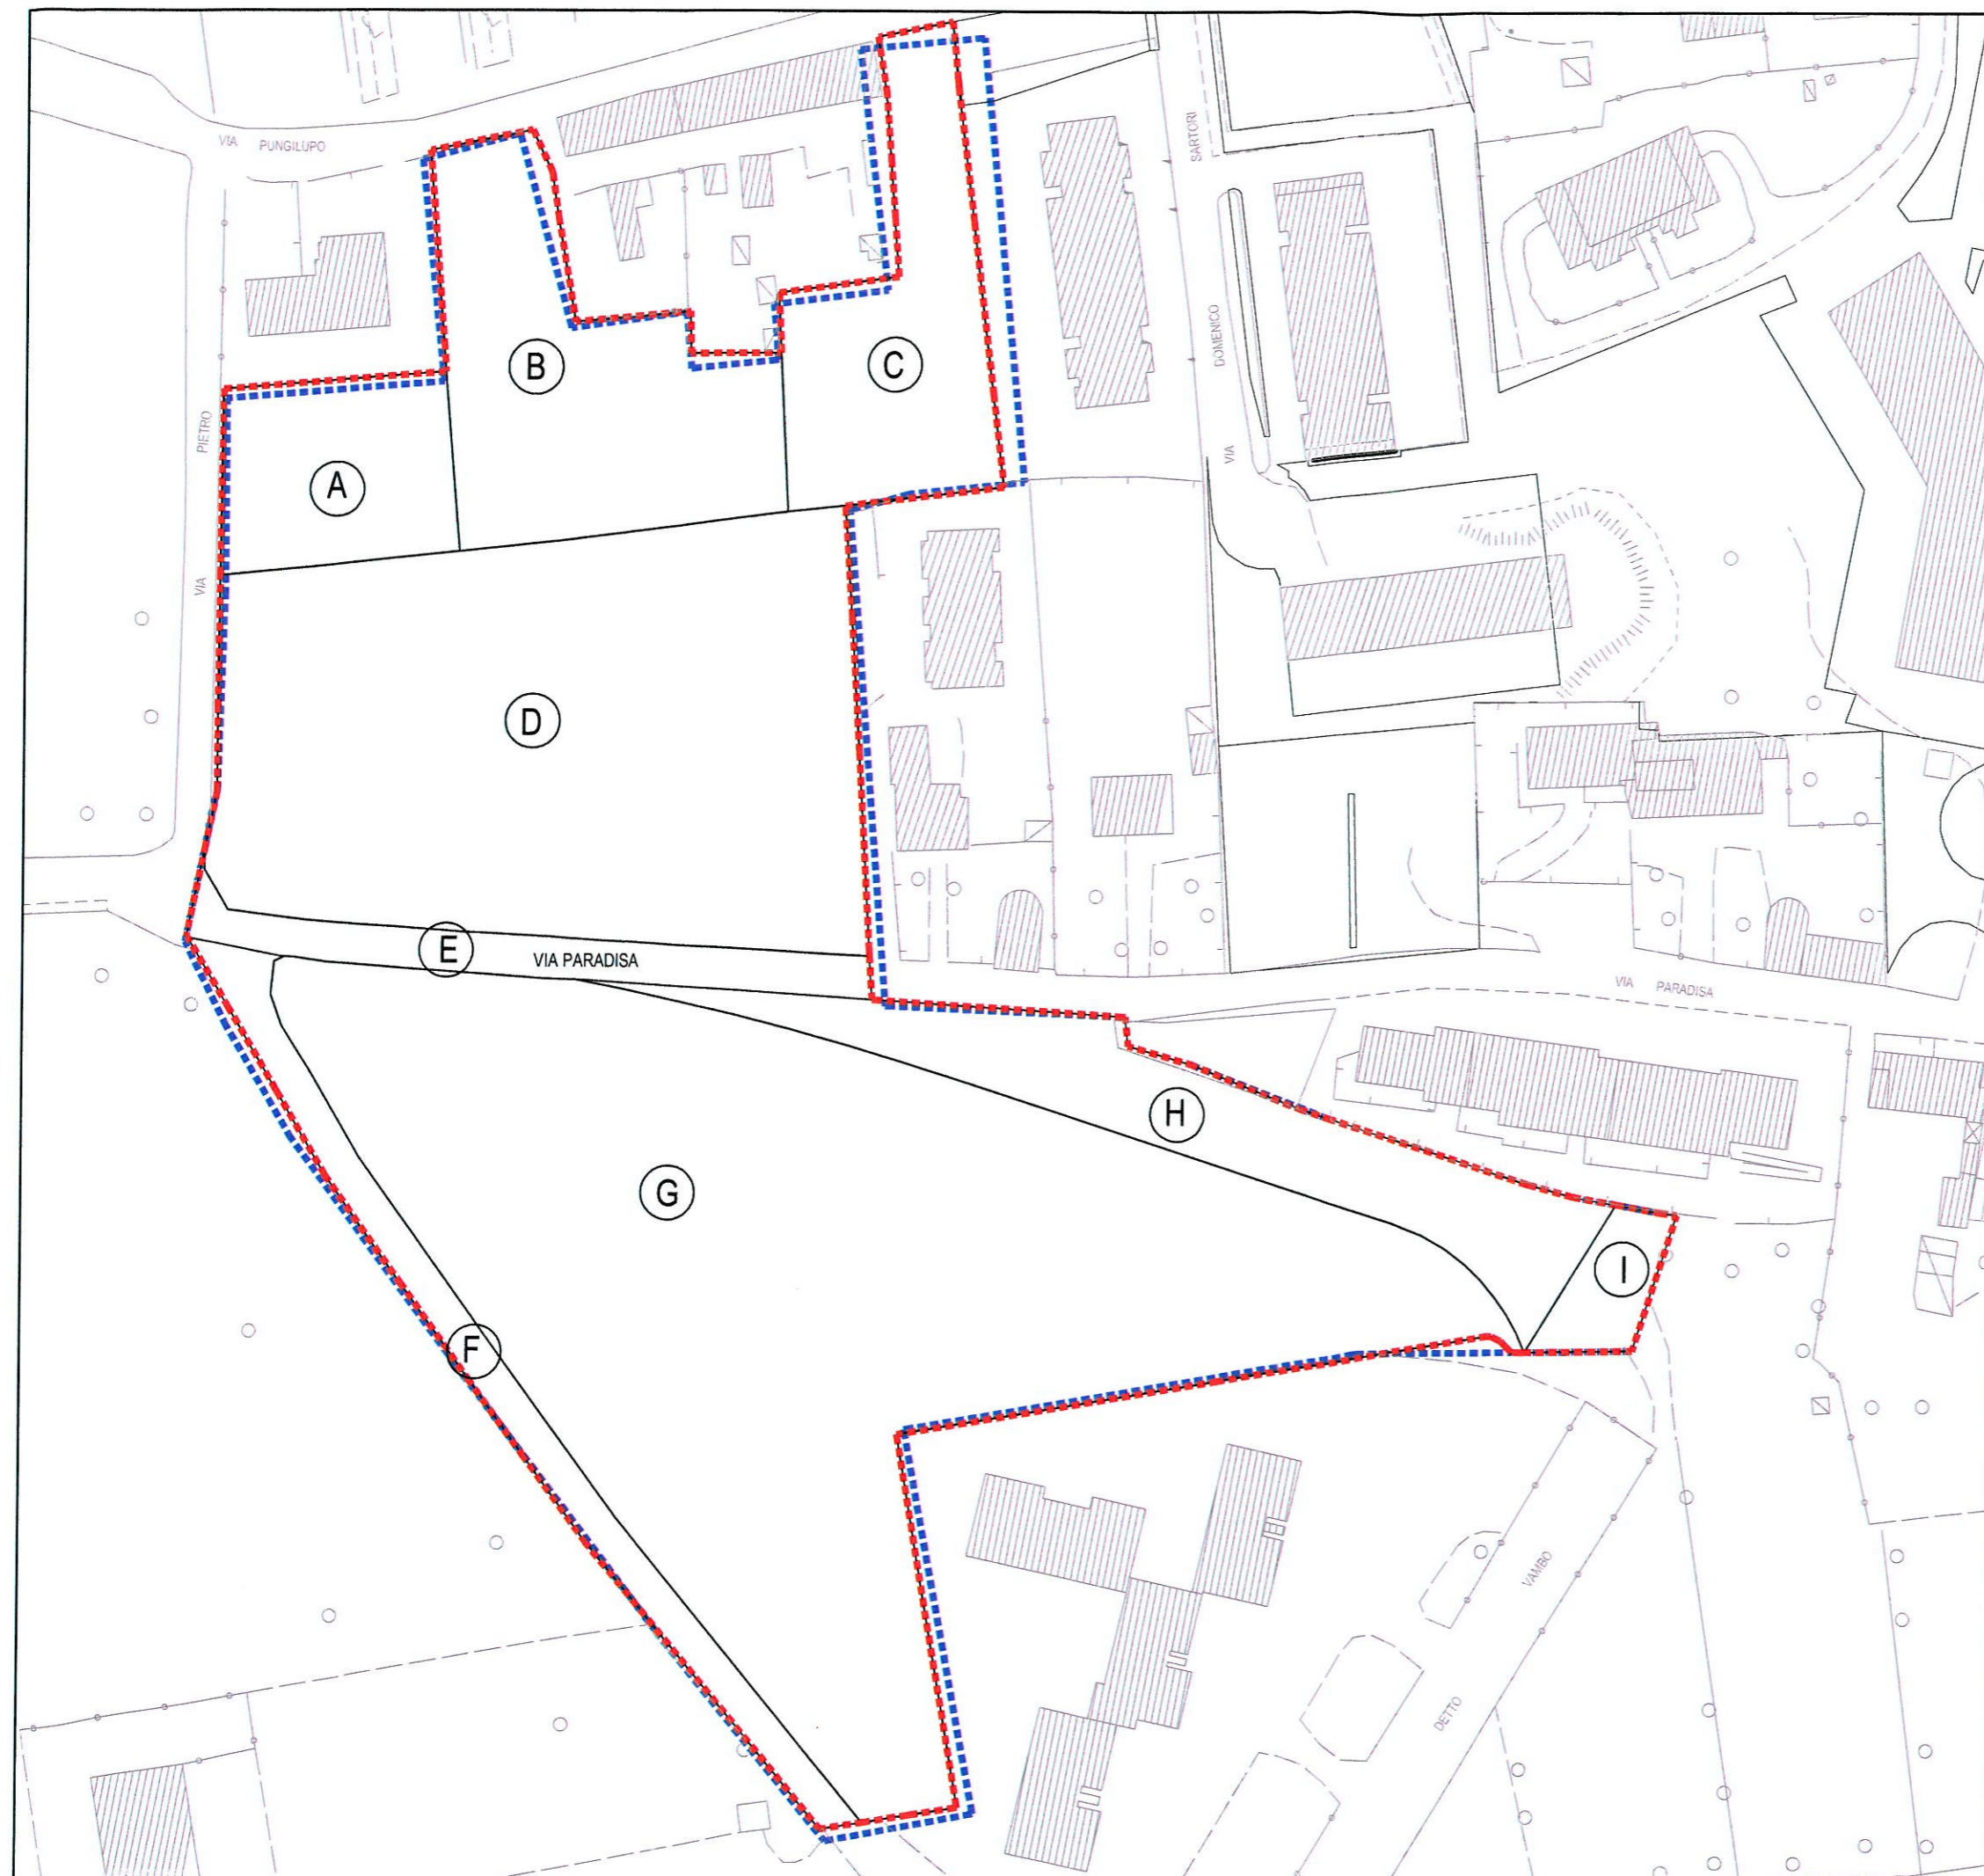 VIA PUNGILUPO
SARTORI
DOMENICO
VIA
B
C
PIETRO
VIA
A
D
E
VIA PARADISA
VIA PARADISA
H
G
I
F
VAMBO
DETTO